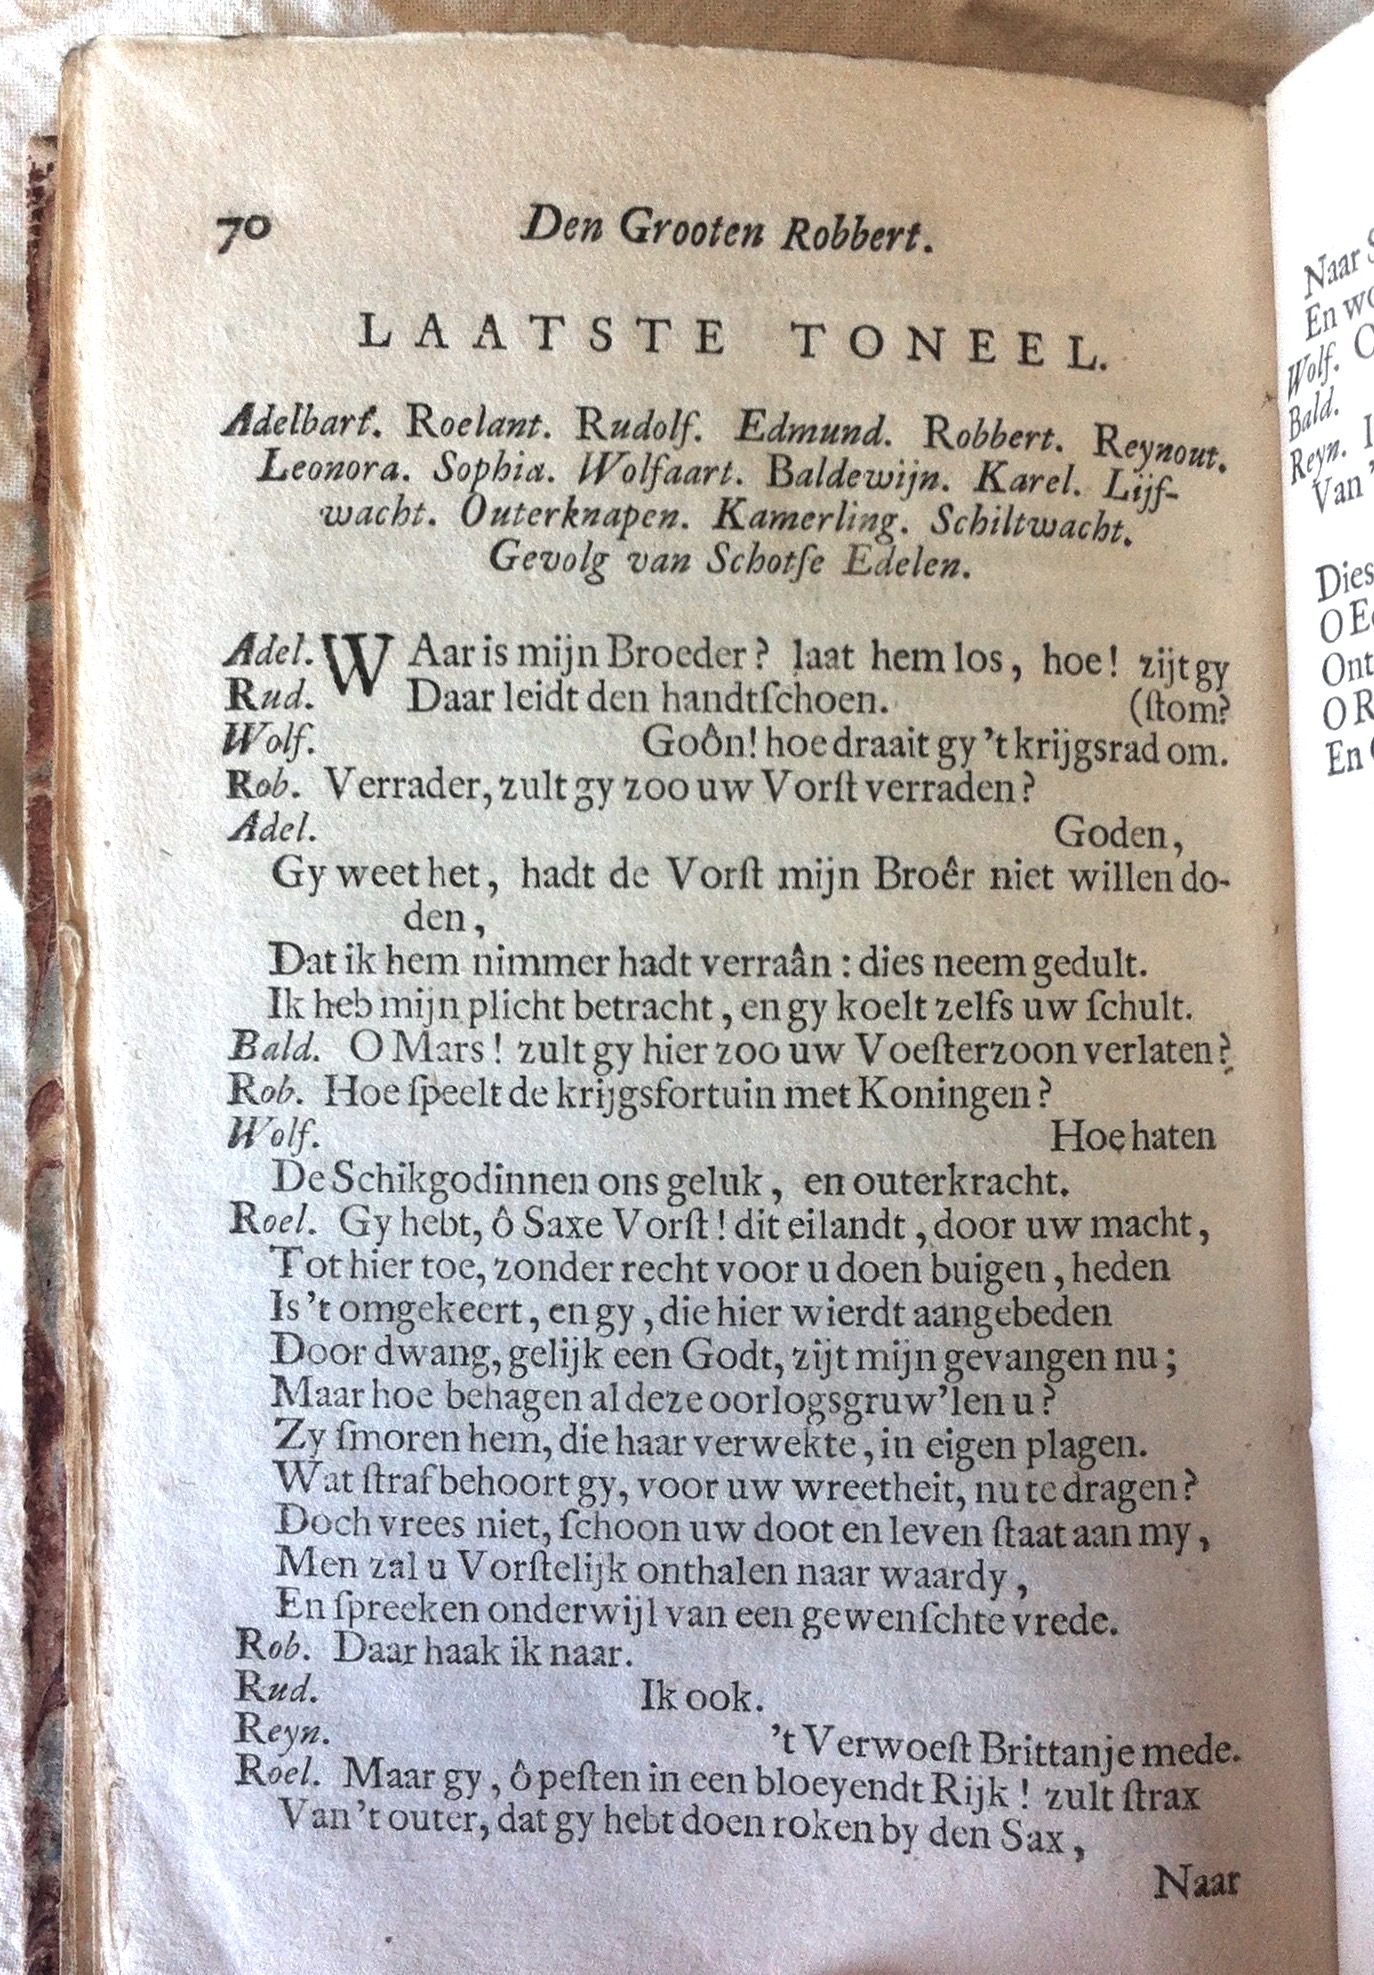 70 Den Grooten Robbert.
LAATSTE TONEEL.
Adelbart. Roelant. Rudolf. Edmund. Robbert. Reynout.
Leonora. Sophia. Wolfaart. Baldewijn. Karel. Lijf-
wacht. Outerknapen. Kamerling. Schiltwacht.
Gevolg van Schotſe Edelen.
Adel. WAar is mijn Broeder? laat hem los, hoe! zijt gy
Rud. Daar leidt den handtſchoen. (ſtom?
Wolf. Goôn! hoe draait gy 't krijgsrad om.
Rob. Verrader, zult gy zoo uw Vorſt verraden?
Adel. Goden,
Gy weet het, hadt de Vorſt mijn Broêr niet willen do-
den,
Dat ik hem nimmer hadt verraân : dies neem gedult.
Ik heb mijn plicht betracht, en gy koelt zelfs uw ſchult.
Bald. O Mars! zult gy hier zoo uw Voeſterzoon verlaten?
Rob. Hoe ſpeelt de krijgsfortuin met Koningen?
Wolf. Hoe haten
De Schikgodinnen ons geluk, en outerkracht.
Roel. Gy hebt, ô Saxe Vorſt! dit eilandt, door uw macht,
Tot hier toe, zonder recht voor u doen buigen, heden
Is 't omgekeert, en gy, die hier wierdt aangebeden
Door dwang, gelijk een Godt, zijt mijn gevangen nu;
Maar hoe behagen al deze oorlogsgruw'len u?
Zy ſmoren hem, die haar verwekte, in eigen plagen.
Wat ſtraf behoort gy, voor uw wreetheit, nu te dragen?
Doch vrees niet, ſchoon uw doot en leven ſtaat aan my,
Men zal u Vorſtelijk onthalen naar waardy,
En ſpreeken onderwijl van een gewenſchte vrede.
Rob. Daar haak ik naar.
Rud. Ik ook.
Reyn. 't Verwoeſt Brittanje mede.
Roel. Maar gy, ô peſten in een bloeyendt Rijk! zult ſtrax
Van 't outer, dat gy hebt doen roken by den Sax,
Naar
Naar
En
Wolf.
Bald.
Reyn.
Van
Dies
O
Ont
O
En